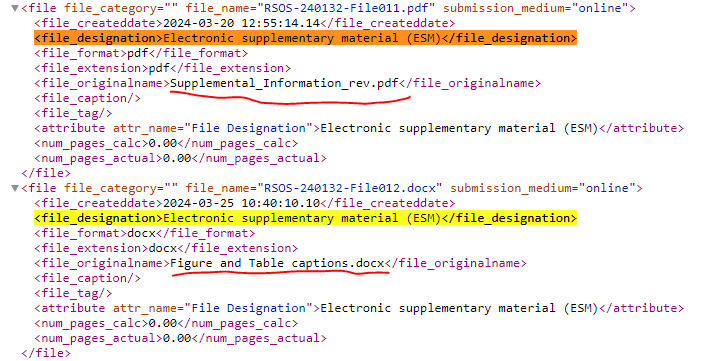 <file file_category="" file_name="RSOS-240132-File011.pdf" submission_medium="online">
<file_createddate>2024-03-20 12:55:14.14</file_createddate>
<file_designation>Electronic supplementary material (ESM)</file_designation>
<file_format>pdf</file_format>
<file_extension>pdf</file_extension>
<file_originalname>Supplemental_Information_rev.pdf</file_originalname>
<file_caption/>
<file_tag/>
<attribute attr_name="File Designation">Electronic supplementary material (ESM)</attribute>
<num_pages_calc>0.00</num_pages_calc>
<num_pages_actual>0.00</num_pages_actual>
</file>
<file file_category="" file_name="RSOS-240132-File012.docx" submission_medium="online">
<file_createddate>2024-03-25 10:40:10.10</file_createddate>
<file_designation>Electronic supplementary material (ESM)</file_designation>
<file_format>docx</file_format>
<file_extension>docx</file_extension>
<file_originalname>Figure and Table captions.docx</file_originalname>
<file_caption/>
<file_tag/>
<attribute attr_name="File Designation">Electronic supplementary material (ESM)</attribute>
<num_pages_calc>0.00</num_pages_calc>
<num_pages_actual>0.00</num_pages_actual>
</file>